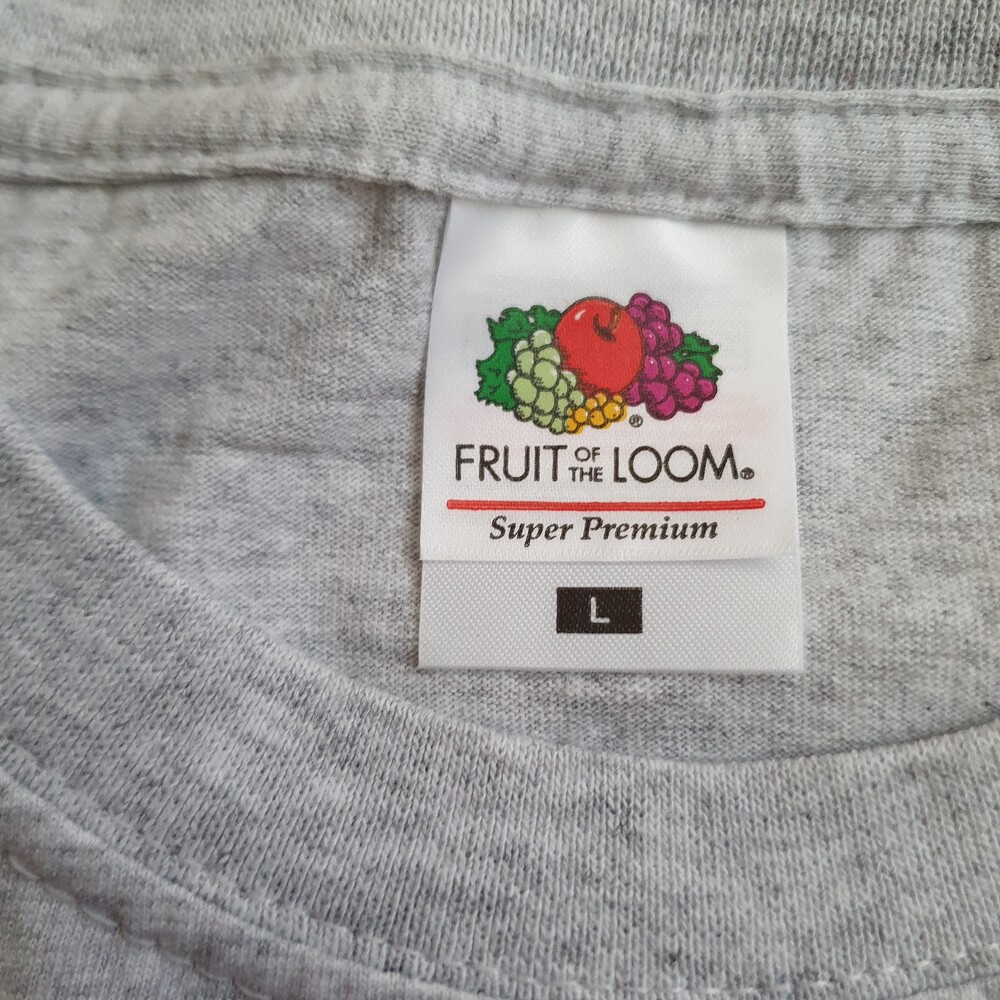 ®
FRUIT OF THE LOOM®
Super Premium
L